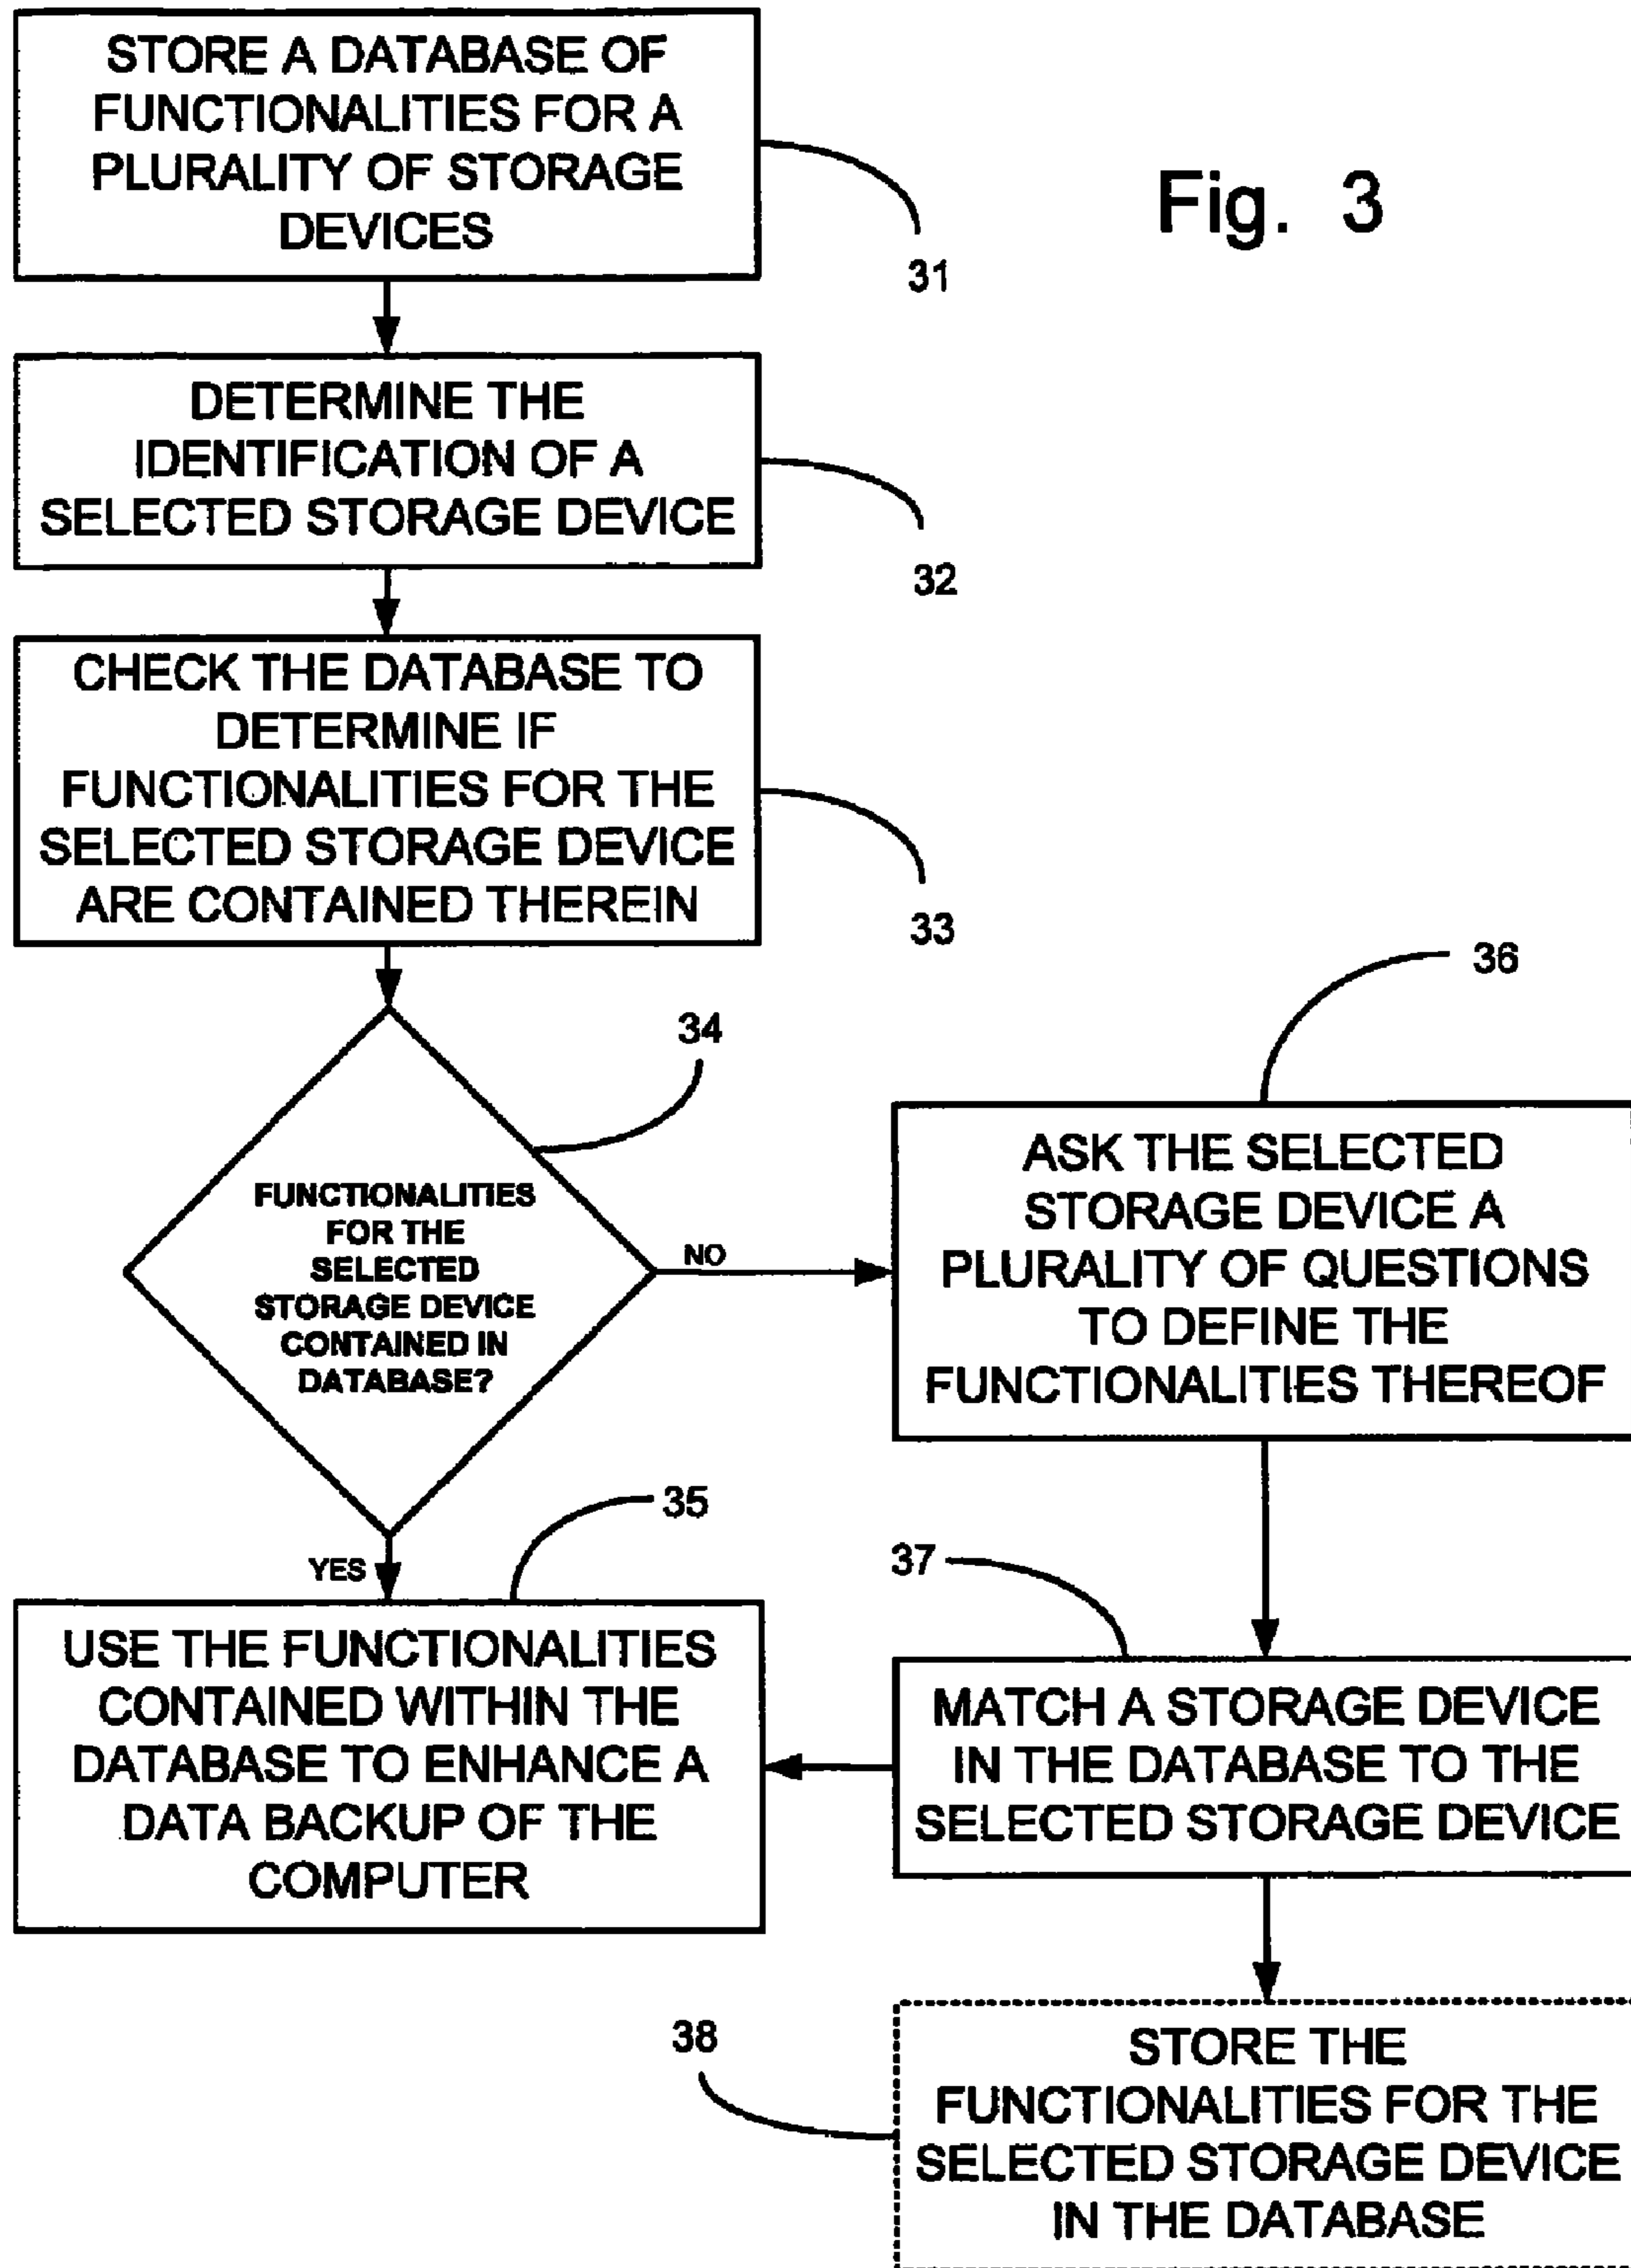 STORE A DATABASE OF
FUNCTIONALITIES FOR A
PLURALITY OF STORAGE
DEVICES
31
Fig. 3
DETERMINE THE
IDENTIFICATION OF A
SELECTED STORAGE DEVICE
32
CHECK THE DATABASE TO
DETERMINE IF
FUNCTIONALITIES FOR THE
SELECTED STORAGE DEVICE
ARE CONTAINED THEREIN
33
34
FUNCTIONALITIES
FOR THE
SELECTED
STORAGE DEVICE
CONTAINED IN
DATABASE?
NO
YES
36
ASK THE SELECTED
STORAGE DEVICE A
PLURALITY OF QUESTIONS
TO DEFINE THE
FUNCTIONALITIES THEREOF
35
USE THE FUNCTIONALITIES
CONTAINED WITHIN THE
DATABASE TO ENHANCE A
DATA BACKUP OF THE
COMPUTER
37
MATCH A STORAGE DEVICE
IN THE DATABASE TO THE
SELECTED STORAGE DEVICE
38
STORE THE
FUNCTIONALITIES FOR THE
SELECTED STORAGE DEVICE
IN THE DATABASE